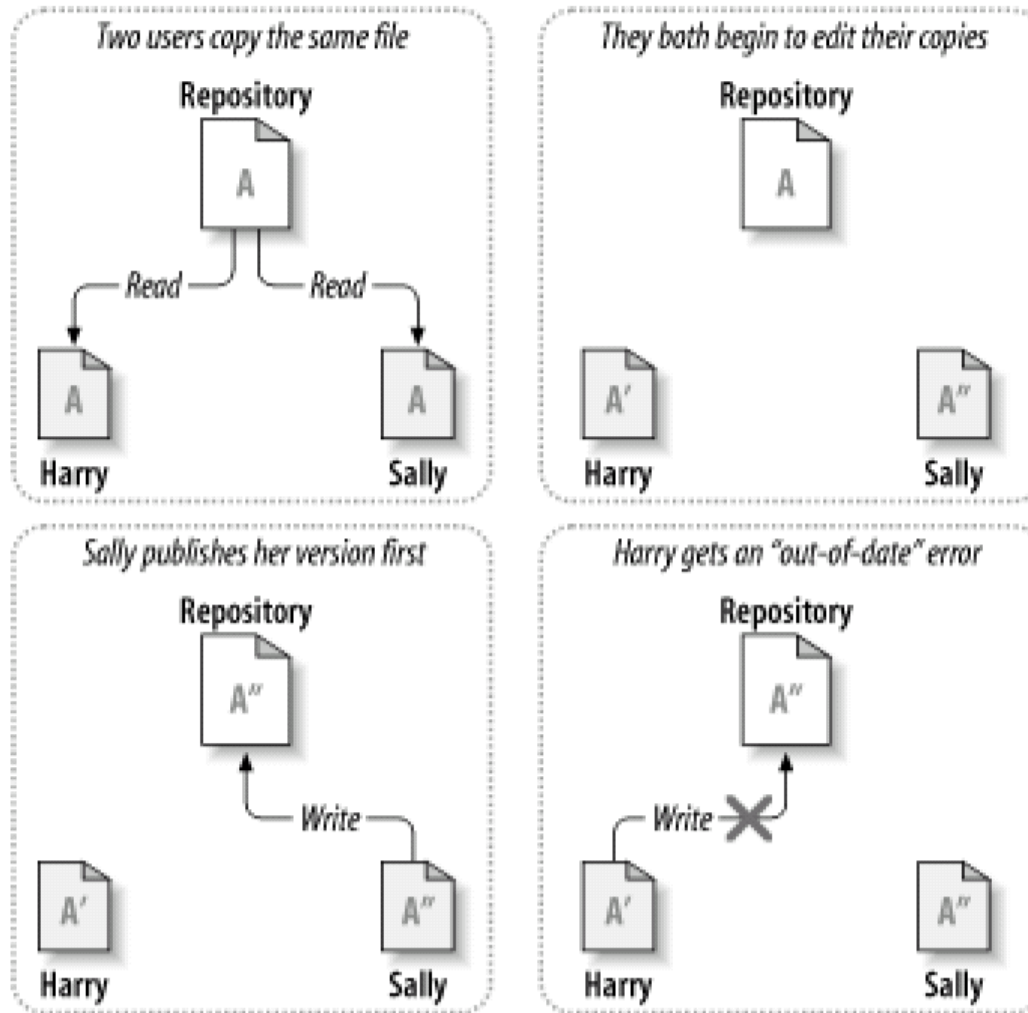 Two users copy the same file
Repository
A
Read
Read
A
A
Harry
Sally
They both begin to edit their copies
Repository
A
A'
A"
Harry
Sally
Sally publishes her version first
Repository
A"
Write
A'
A"
Harry
Sally
Harry gets an “out-of-date” error
Repository
A"
Write
A'
A"
Harry
Sally